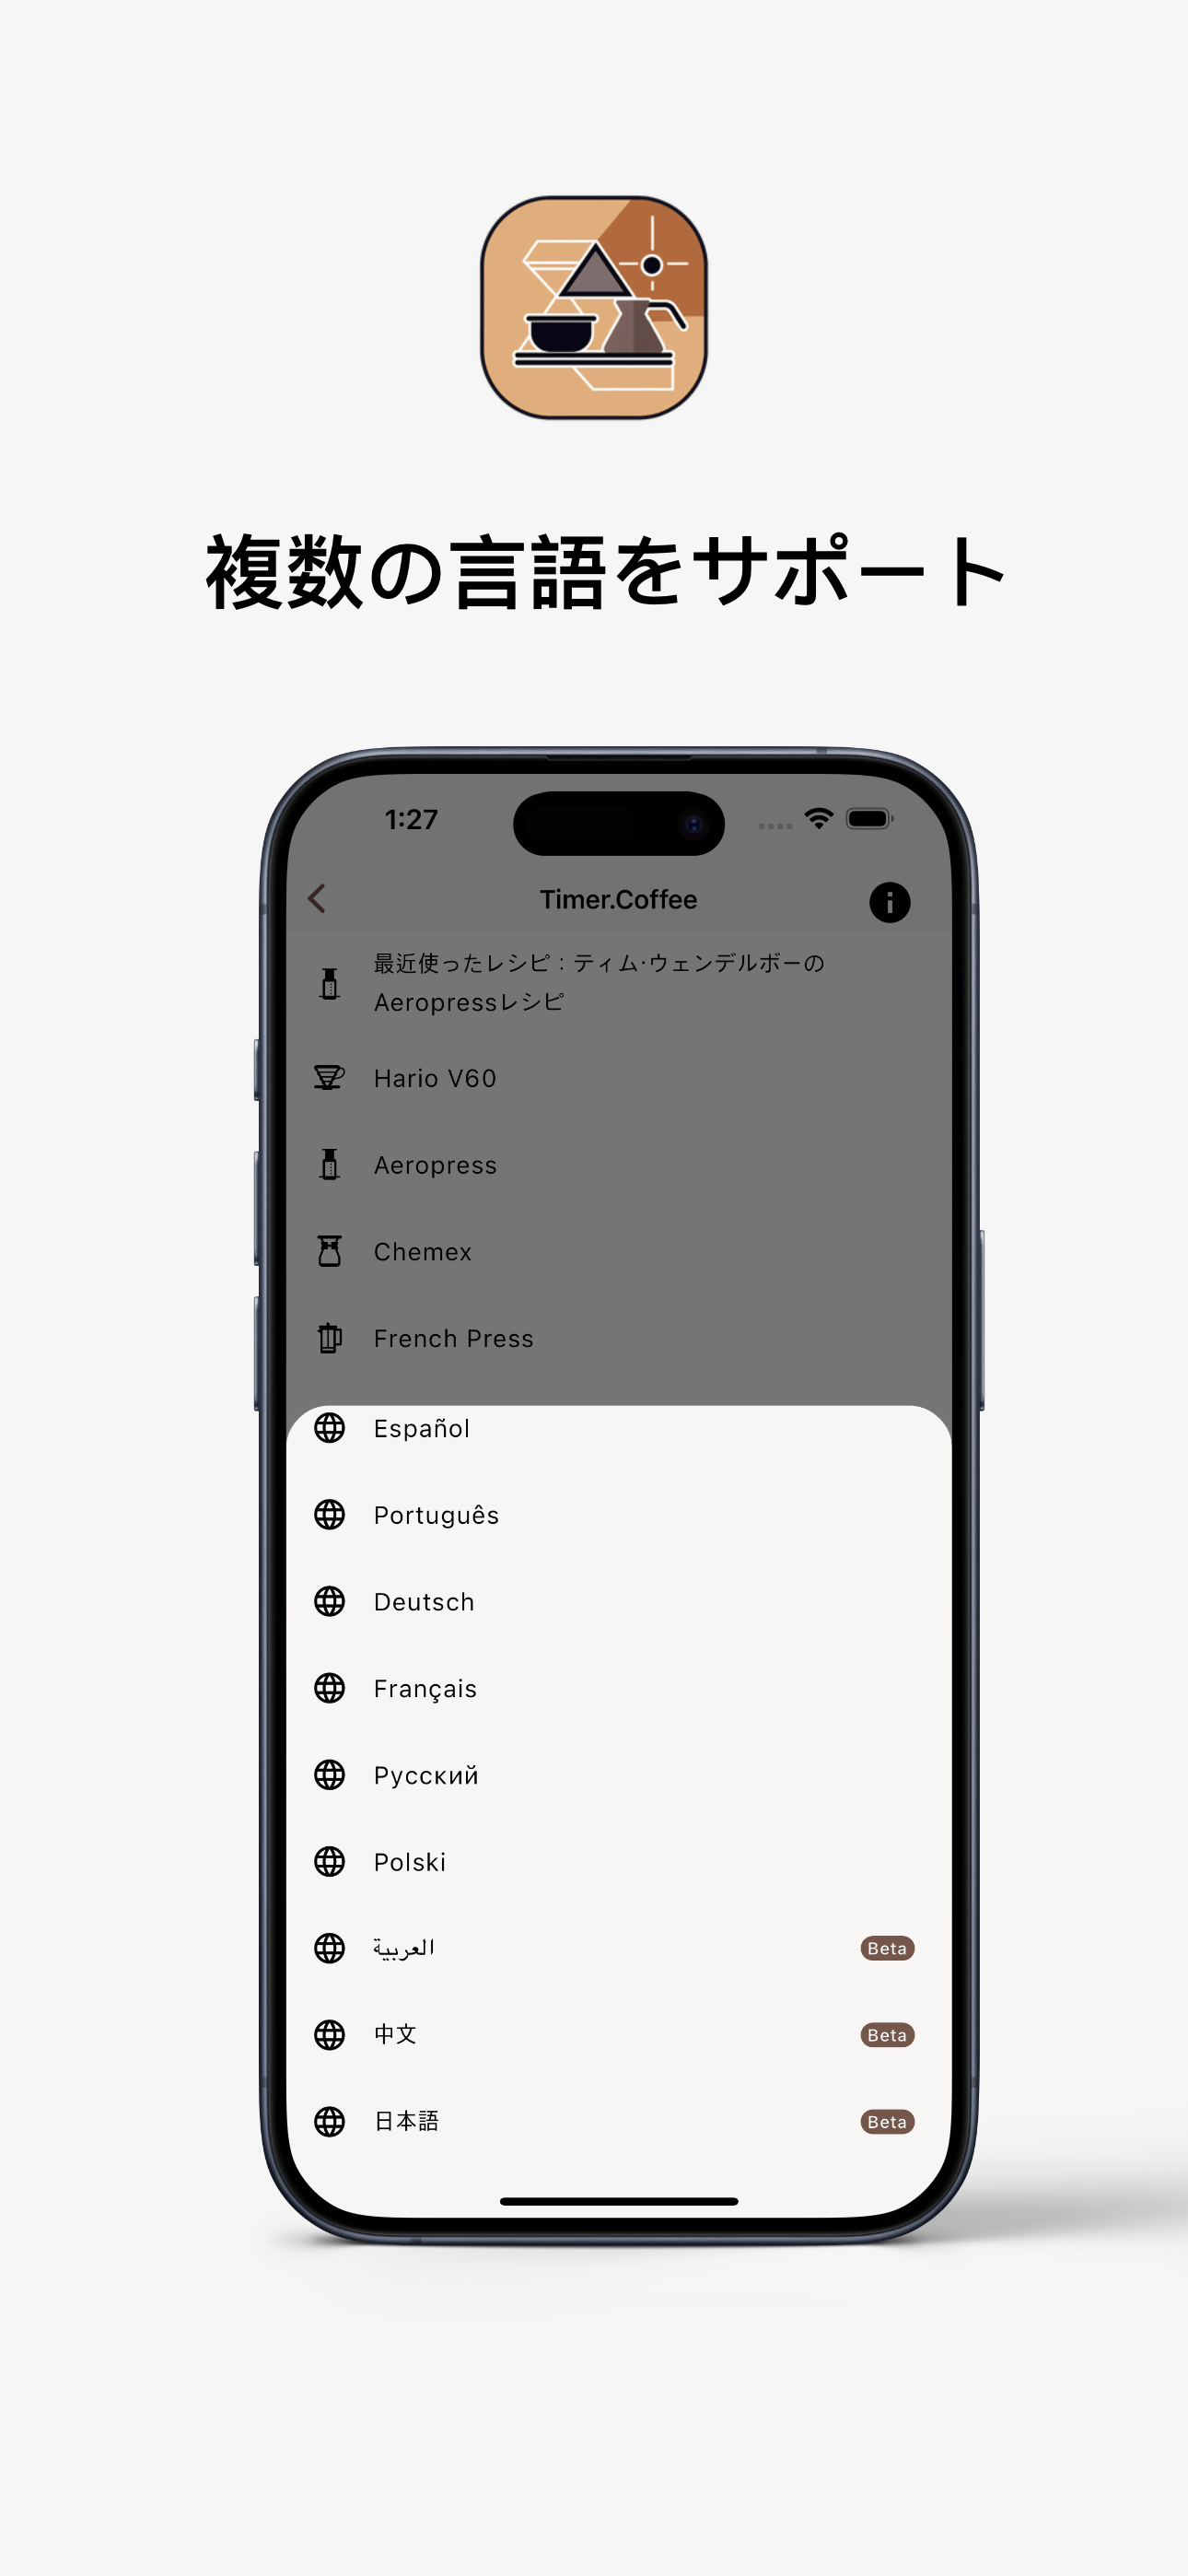 複数の言語をサポート
1:27
Timer.Coffee
最近使ったレシピ：ティム·ウェンデルボーの
Aeropressレシピ
Hario V60
Aeropress
Chemex
French Press
Español
Português
Deutsch
Français
Русский
Polski
العربية Beta
中文 Beta
日本語 Beta